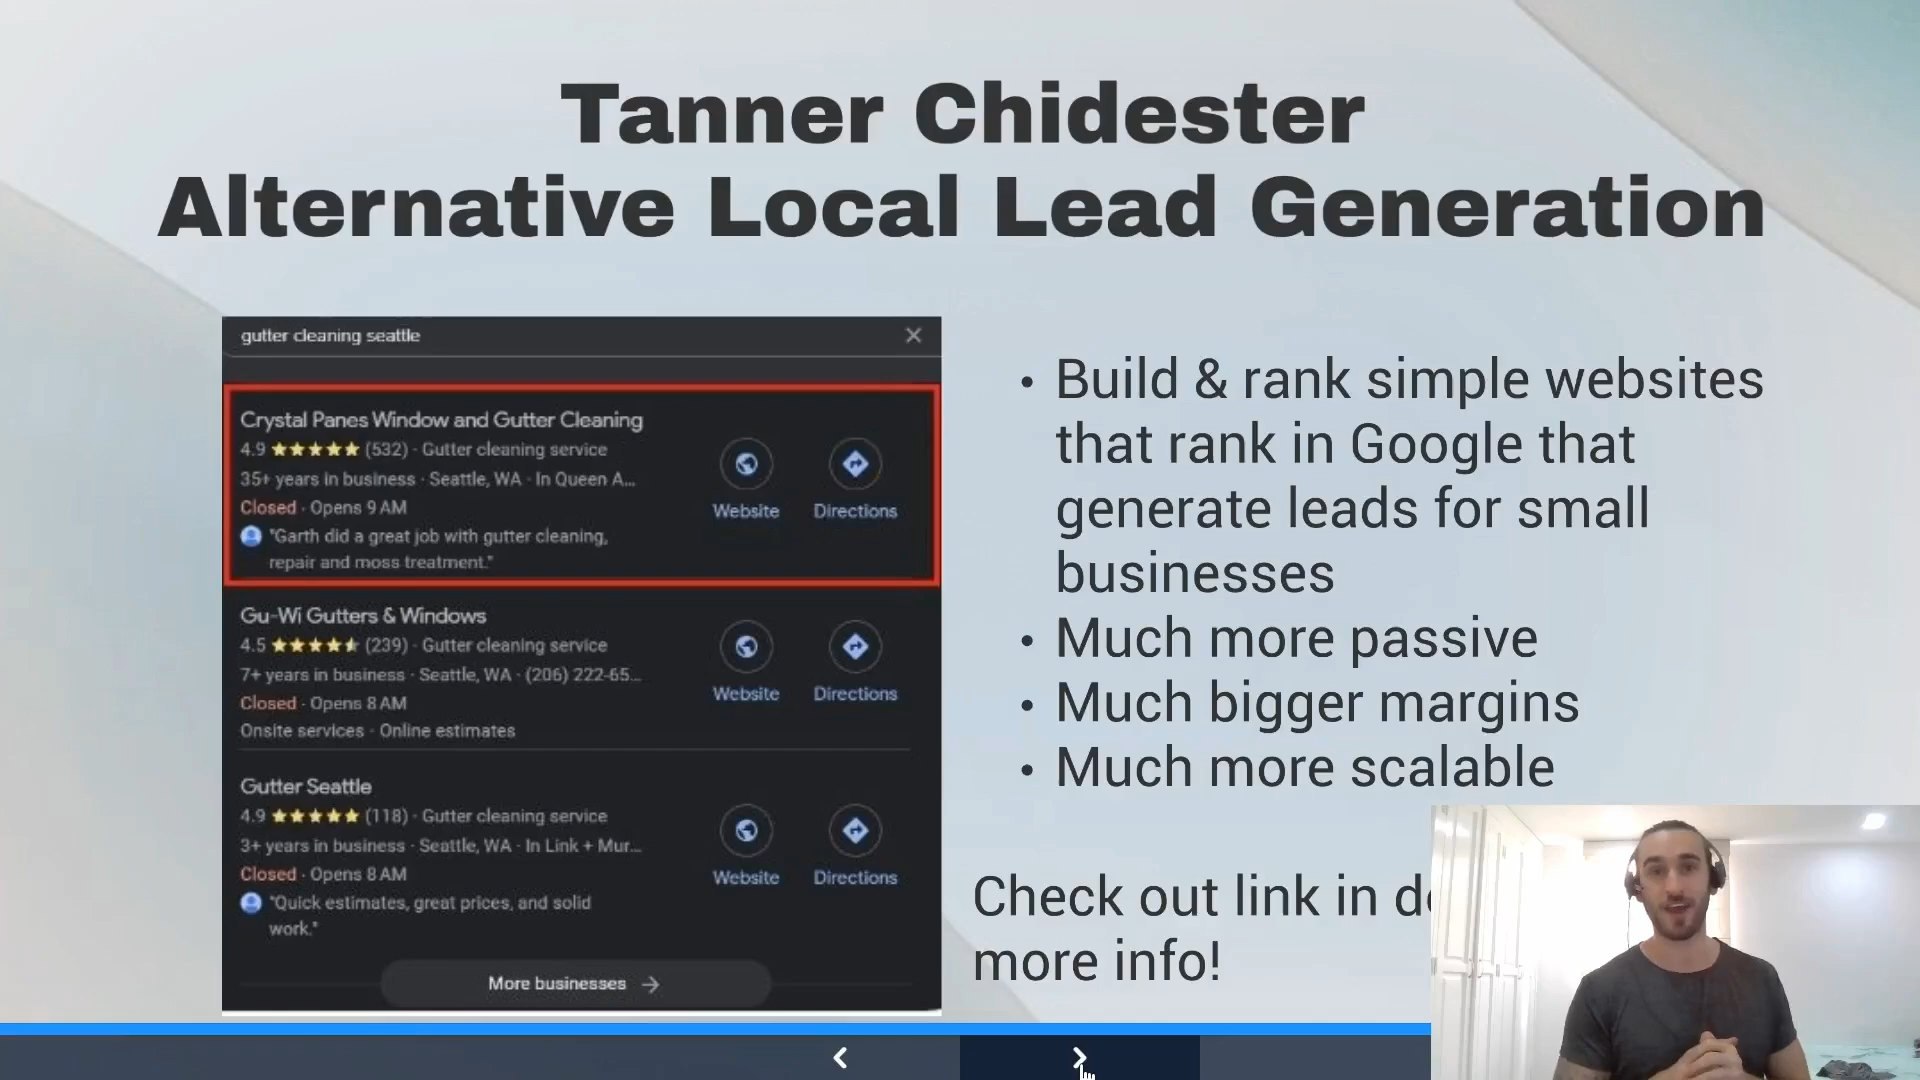 Tanner Chidester
Alternative Local Lead Generation
gutter cleaning seattle
Crystal Panes Window and Gutter Cleaning
4.9 ★★★★★ (532) · Gutter cleaning service
35+ years in business · Seattle, WA · In Queen A...
Closed · Opens 9 AM
"Garth did a great job with gutter cleaning,
repair and moss treatment."
Website
Directions
Gu-Wi Gutters & Windows
4.5 (239) · Gutter cleaning service
7+ years in business · Seattle, WA · (206) 222-65...
Closed · Opens 8 AM
Onsite services · Online estimates
Website
Directions
Gutter Seattle
4.9 ★★★★★ (118) · Gutter cleaning service
3+ years in business · Seattle, WA · In Link + Mur...
Closed · Opens 8 AM
"Quick estimates, great prices, and solid
work."
Website
Directions
More businesses →
• Build & rank simple websites
that rank in Google that
generate leads for small
businesses
• Much more passive
• Much bigger margins
• Much more scalable
Check out link in
more info!